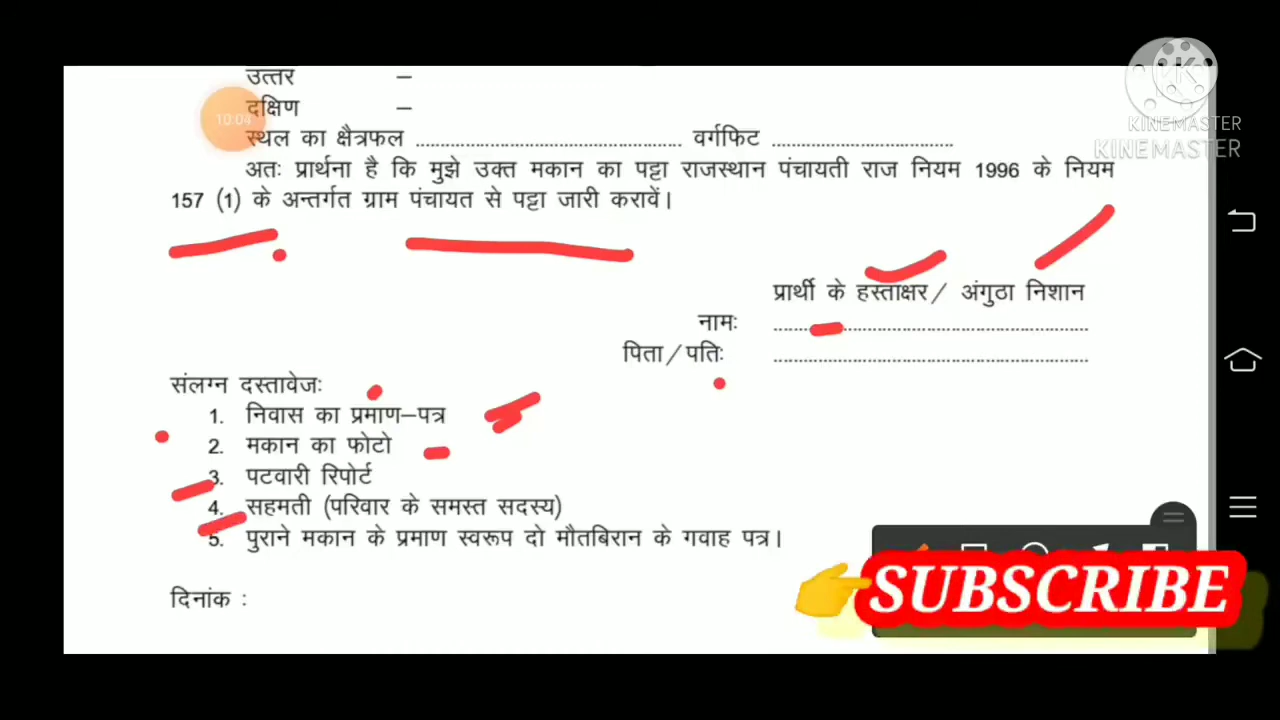 उत्तर –
दक्षिण –
10:04
स्थल का क्षैत्रफल ............................................... वर्गफिट ................................
अतः प्रार्थना है कि मुझे उक्त मकान का पट्टा राजस्थान पंचायती राज नियम 1996 के नियम
157 (1) के अन्तर्गत ग्राम पंचायत से पट्टा जारी करावें।
प्रार्थी के हस्ताक्षर/ अंगुठा निशान
नामः ........................................................
पिता/पतिः ........................................................
संलग्न दस्तावेजः
1. निवास का प्रमाण–पत्र
2. मकान का फोटो
3. पटवारी रिपोर्ट
4. सहमती (परिवार के समस्त सदस्य)
5. पुराने मकान के प्रमाण स्वरूप दो मौतबिरान के गवाह पत्र।
दिनांक :
KINEMASTER
KINEMASTER
SUBSCRIBE